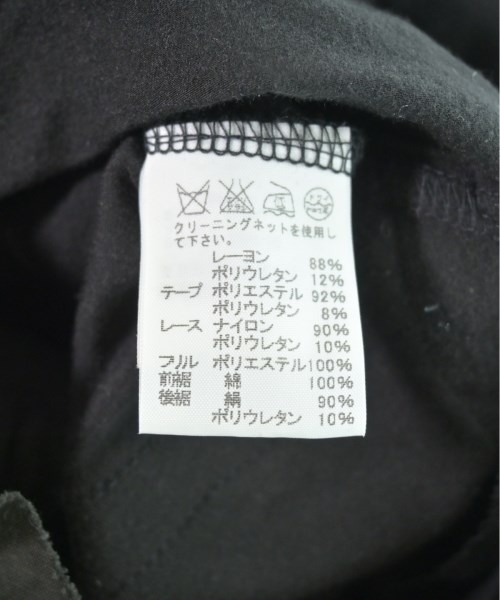 クリーニングネットを使用し
て下さい。
レーヨン 88%
ポリウレタン 12%
テープ ポリエステル 92%
ポリウレタン 8%
レース ナイロン 90%
ポリウレタン 10%
フリル ポリエステル100%
前裾 綿 100%
後裾 絹 90%
ポリウレタン 10%